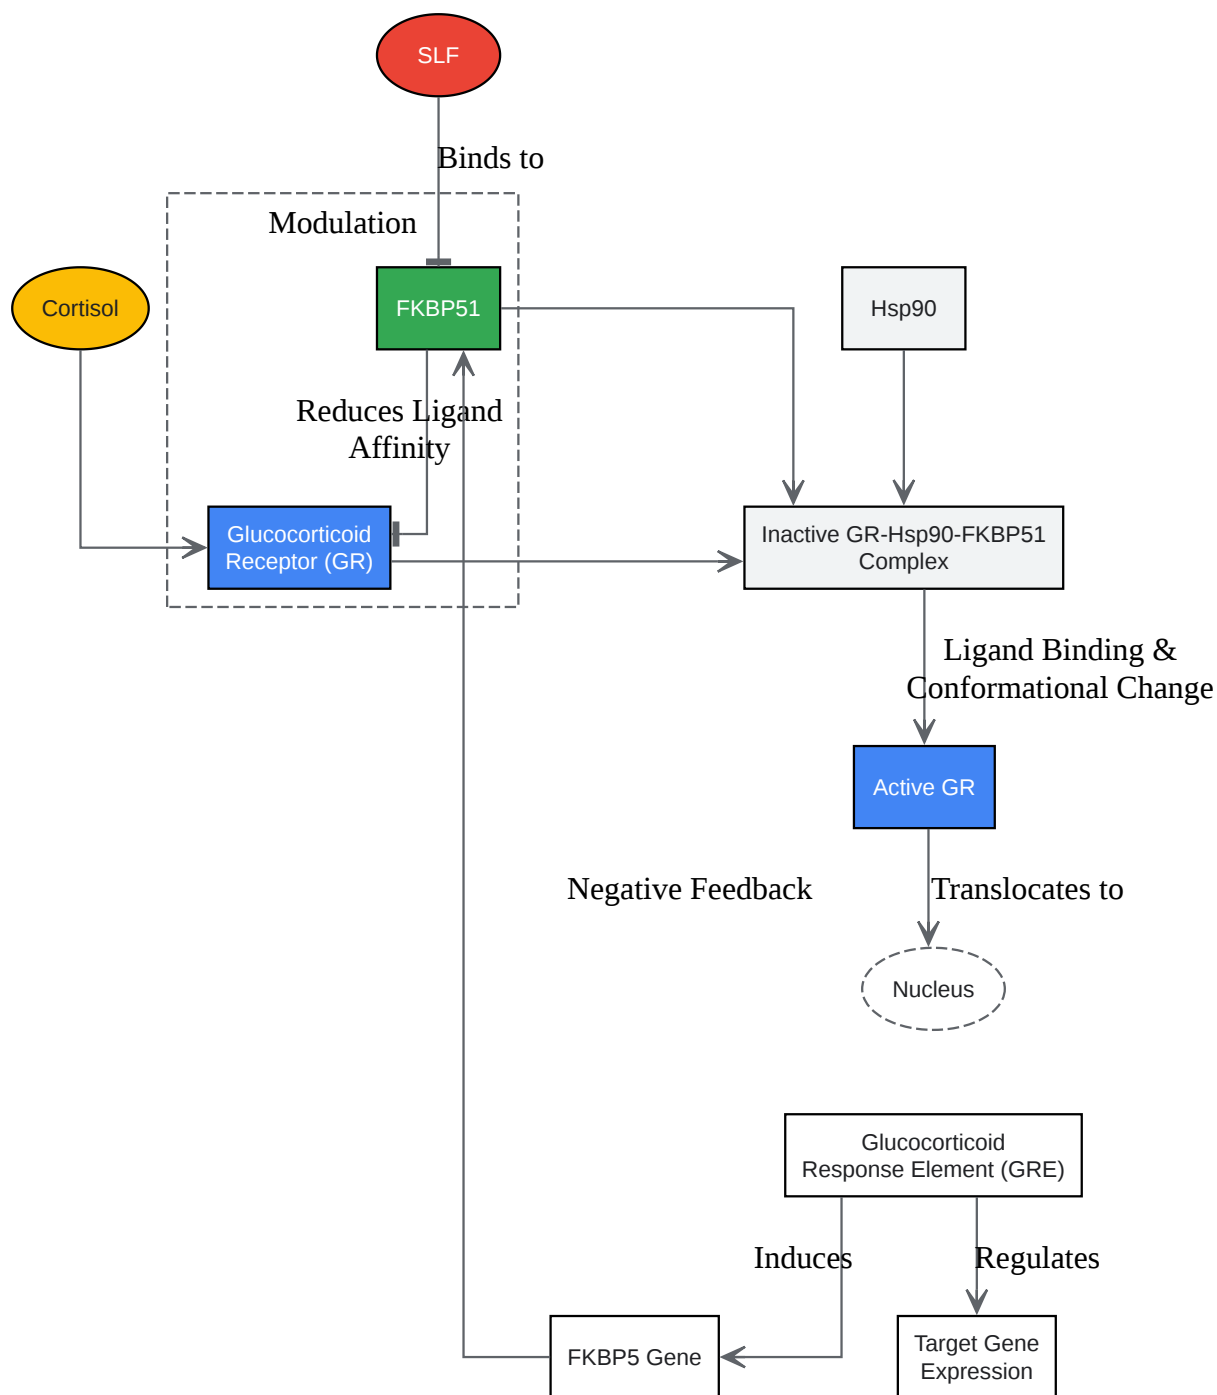 SLF
Binds to
Modulation
Cortisol
FKBP51
Hsp90
Reduces Ligand
Affinity
Glucocorticoid
Receptor (GR)
Inactive GR-Hsp90-FKBP51
Complex
Ligand Binding &
Conformational Change
Active GR
Negative Feedback
Translocates to
Nucleus
Glucocorticoid
Response Element (GRE)
Induces
Regulates
FKBP5 Gene
Target Gene
Expression